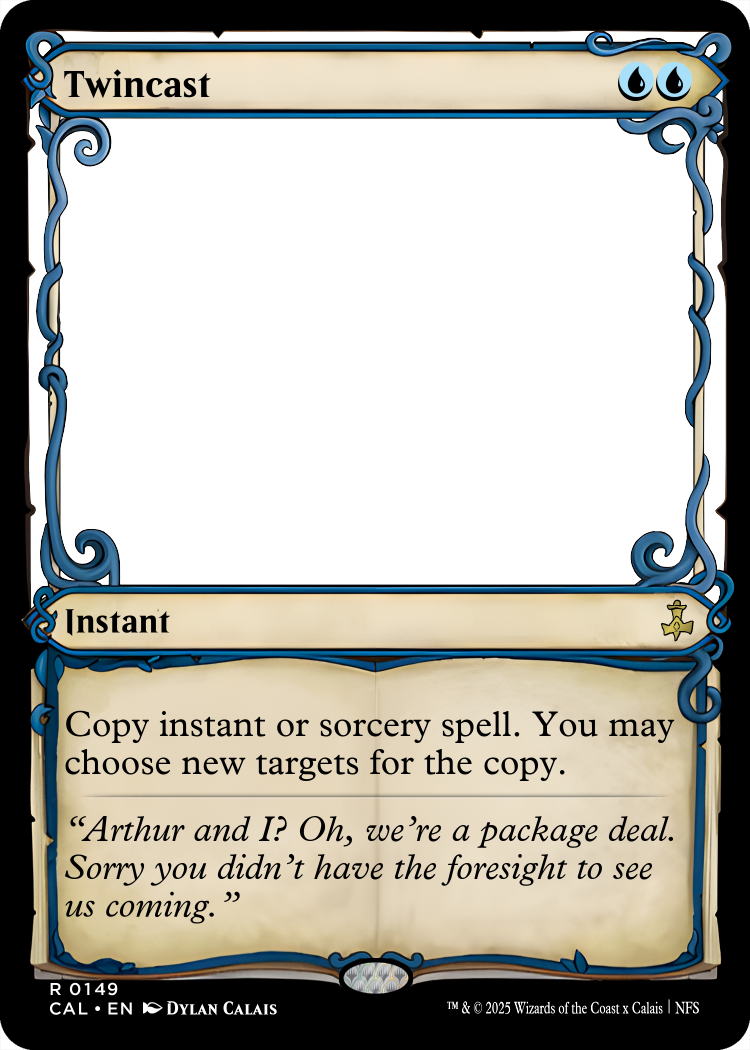 Twincast
Instant
Copy instant or sorcery spell. You may
choose new targets for the copy.
“Arthur and I? Oh, we’re a package deal.
Sorry you didn’t have the foresight to see
us coming.”
R 0149
CAL • EN DYLAN CALAIS
™ & © 2025 Wizards of the Coast x Calais | NFS